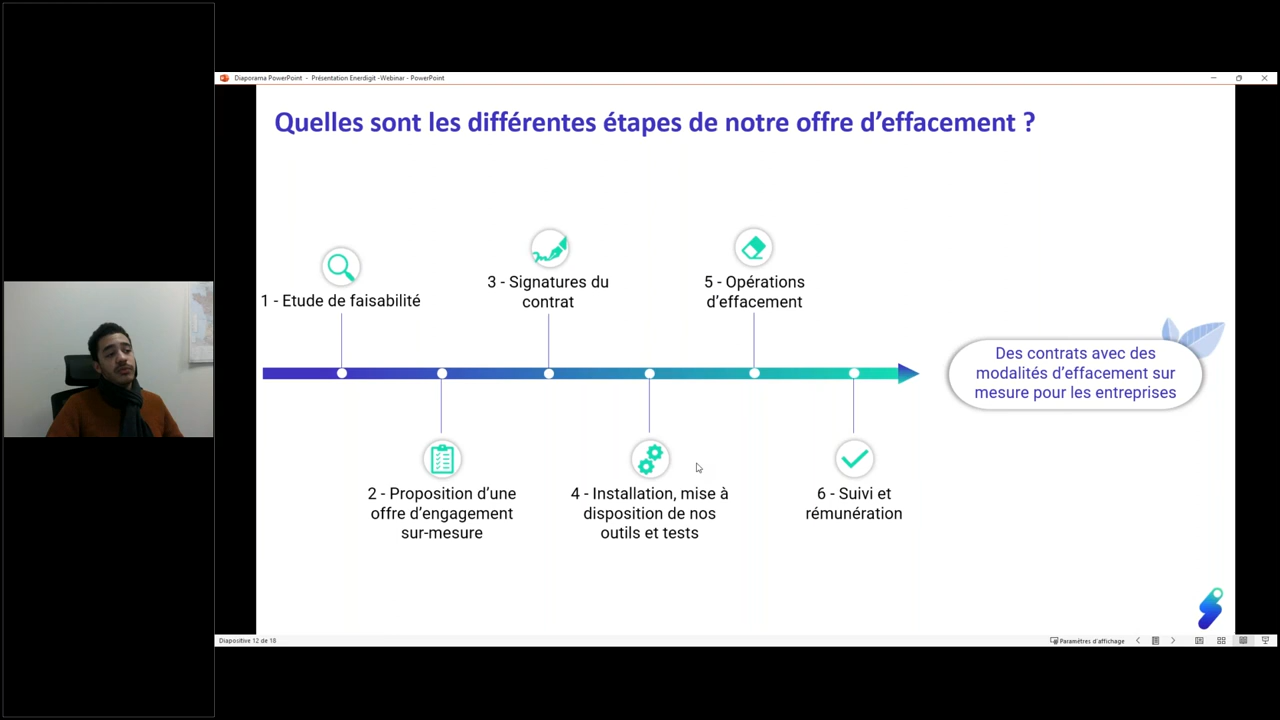 Diaporama PowerPoint - Présentation Enerdigit -Webinar - PowerPoint
Quelles sont les différentes étapes de notre offre d’effacement ?
1 - Etude de faisabilité
3 - Signatures du
contrat
5 - Opérations
d’effacement
Des contrats avec des
modalités d’effacement sur
mesure pour les entreprises
2 - Proposition d’une
offre d’engagement
sur-mesure
4 - Installation, mise à
disposition de nos
outils et tests
6 - Suivi et
rémunération
Diapositive 12 de 18
Paramètres d'affichage